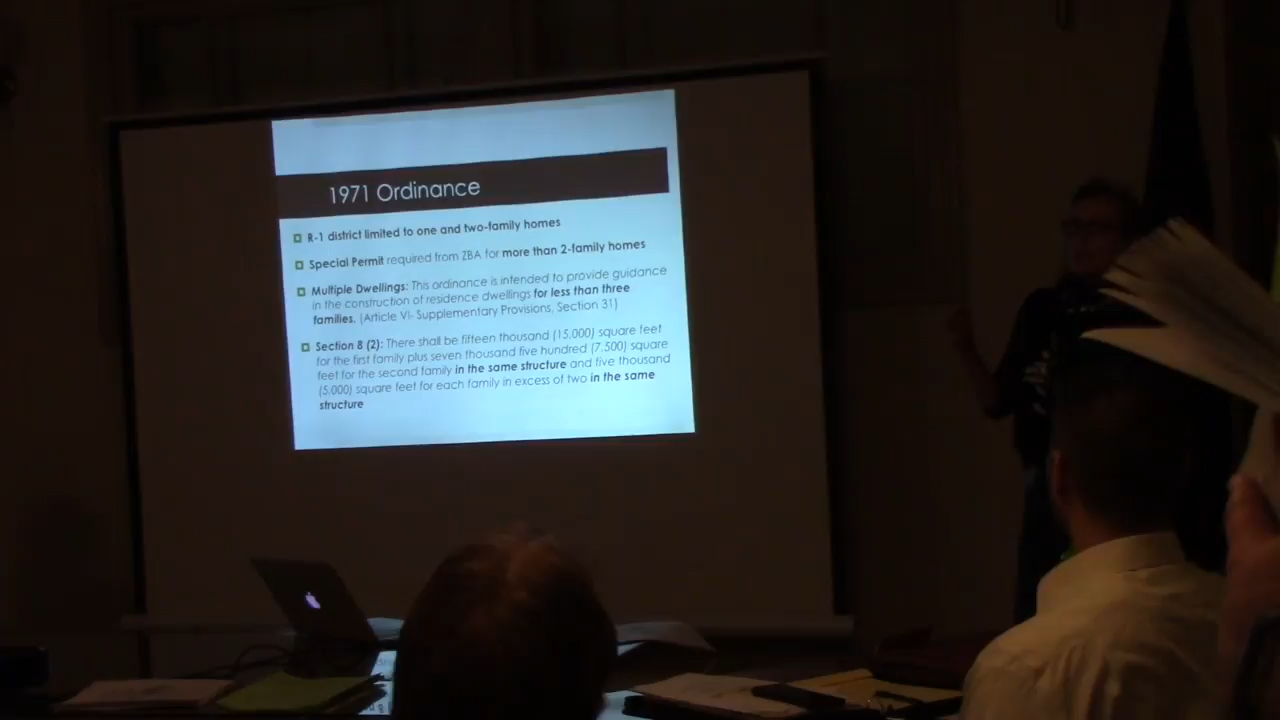 1971 Ordinance
R-1 district limited to one and two-family homes
Special Permit required from ZBA for more than 2-family homes
Multiple Dwellings: This ordinance is intended to provide guidance
in the construction of residence dwellings for less than three
families. (Article VI- Supplementary Provisions, Section 31)
Section 8 (2): There shall be fifteen thousand (15,000) square feet
for the first family plus seven thousand five hundred (7,500) square
feet for the second family in the same structure and five thousand
(5,000) square feet for each family in excess of two in the same
structure